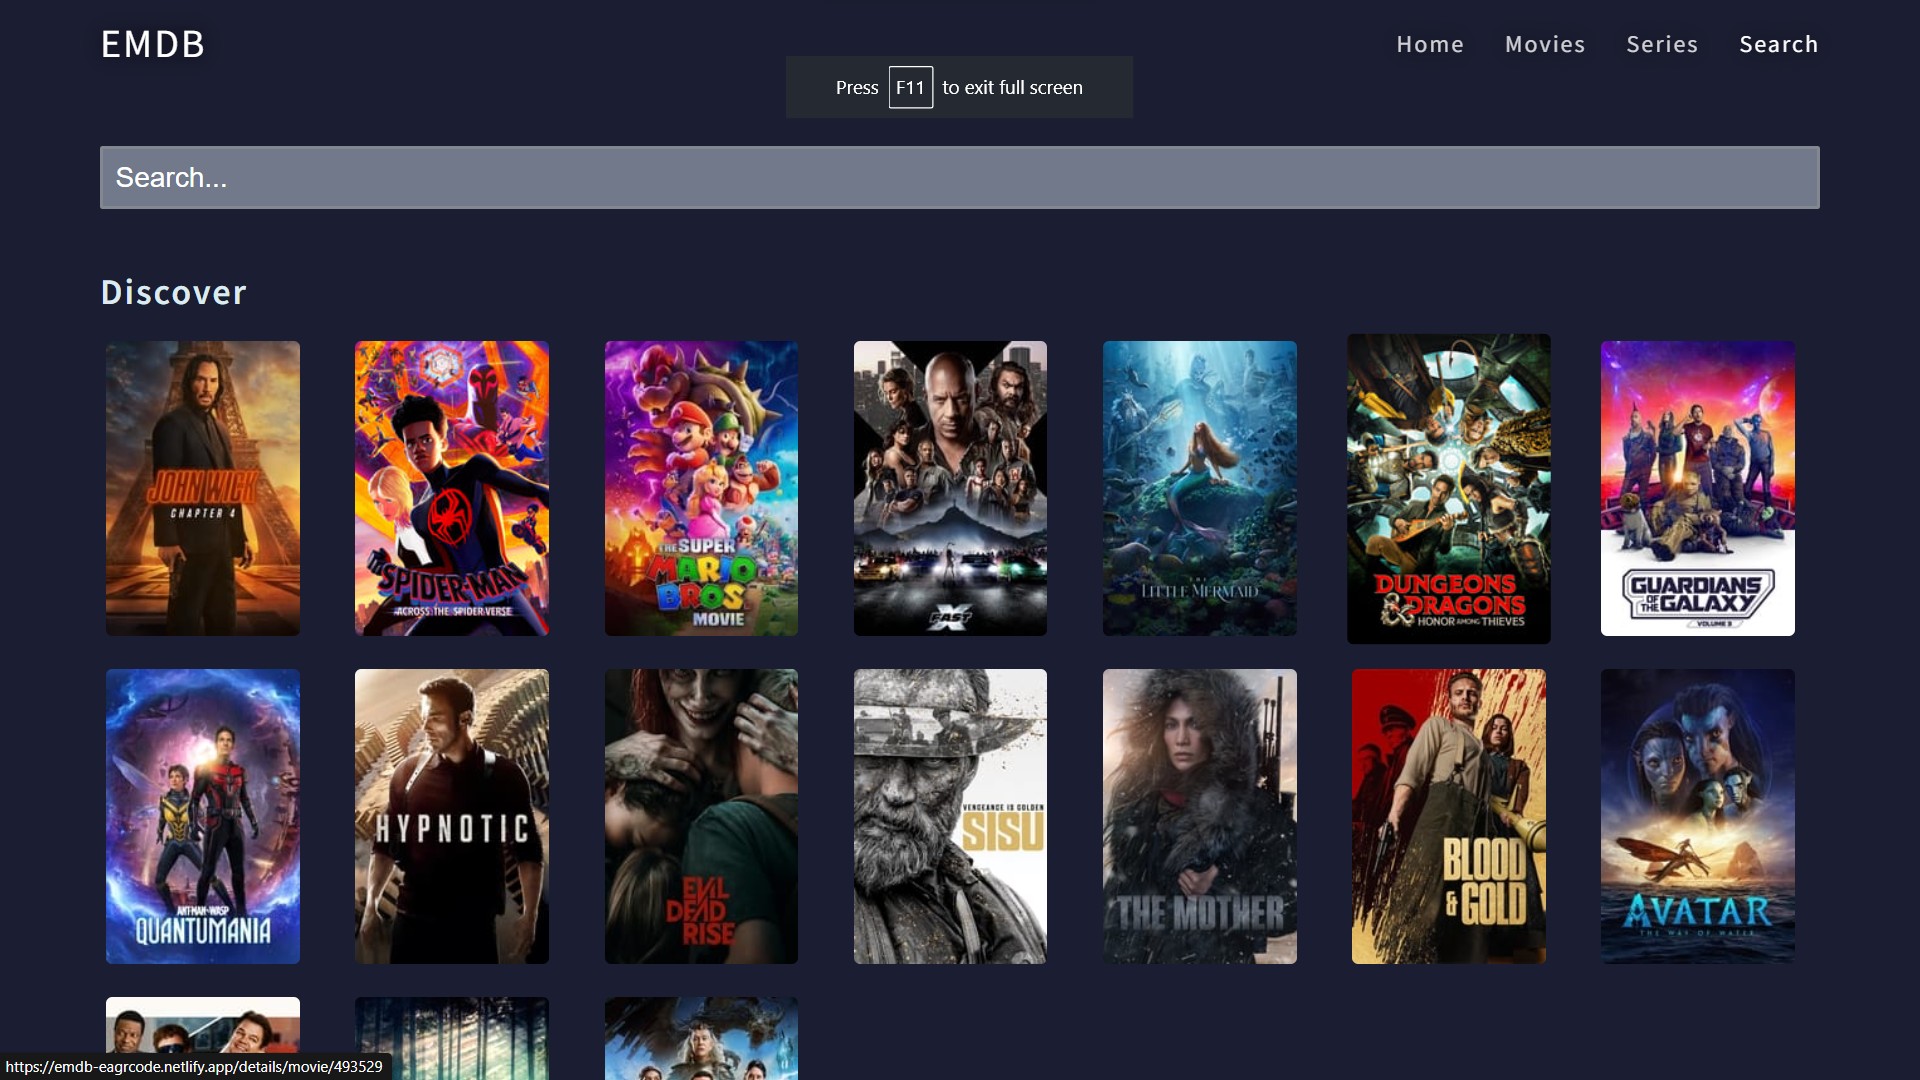 EMDB
Home
Movies
Series
Search
Press F11 to exit full screen
Search...
Discover
JOHN WICK
CHAPTER 4
SPIDER-MAN
ACROSS THE SPIDER-VERSE
THE SUPER
MARIO
BROS.
MOVIE
FAST X
THE
LITTLE MERMAID
DUNGEONS
& DRAGONS
HONOR AMONG THIEVES
GUARDIANS
OF THE
GALAXY
VOLUME 3
ANT-MAN AND THE WASP
QUANTUMANIA
HYPNOTIC
EVIL
DEAD
RISE
VENGEANCE IS GOLDEN
SISU
THE MOTHER
BLOOD
& GOLD
AVATAR
THE WAY OF WATER
https://emdb-eagrcode.netlify.app/details/movie/493529